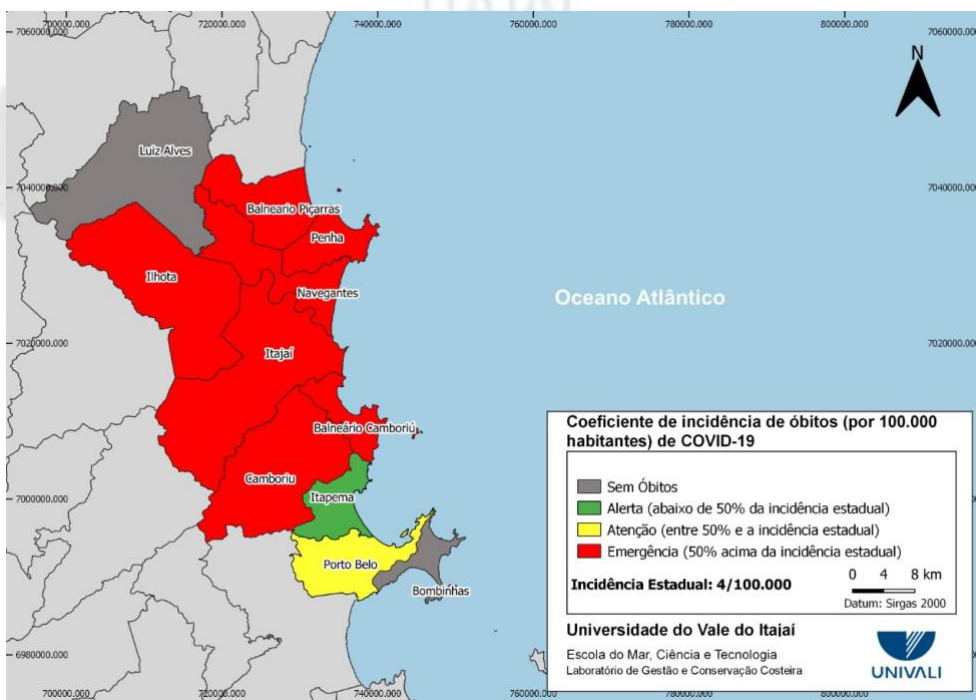 700000.000 720000.000 740000.000 760000.000 780000.000 800000.000
7060000.000 7060000.000
N
Luiz Alves
7040000.000 7040000.000
Balneario Piçarras
Penha
Ilhota
Navegantes
Oceano Atlântico
7020000.000 7020000.000
Itajaí
Balneário Camboriú
Camboriu
7000000.000 7000000.000
Itapema
Porto Belo
Bombinhas
6980000.000 6980000.000
Coeficiente de incidência de óbitos (por 100.000
habitantes) de COVID-19
Sem Óbitos
Alerta (abaixo de 50% da incidência estadual)
Atenção (entre 50% e a incidência estadual)
Emergência (50% acima da incidência estadual)
Incidência Estadual: 4/100.000
0 4 8 km
Datum: Sirgas 2000
Universidade do Vale do Itajaí
Escola do Mar, Ciência e Tecnologia
Laboratório de Gestão e Conservação Costeira
UNIVALI
700000.000 720000.000 740000.000 760000.000 780000.000 800000.000